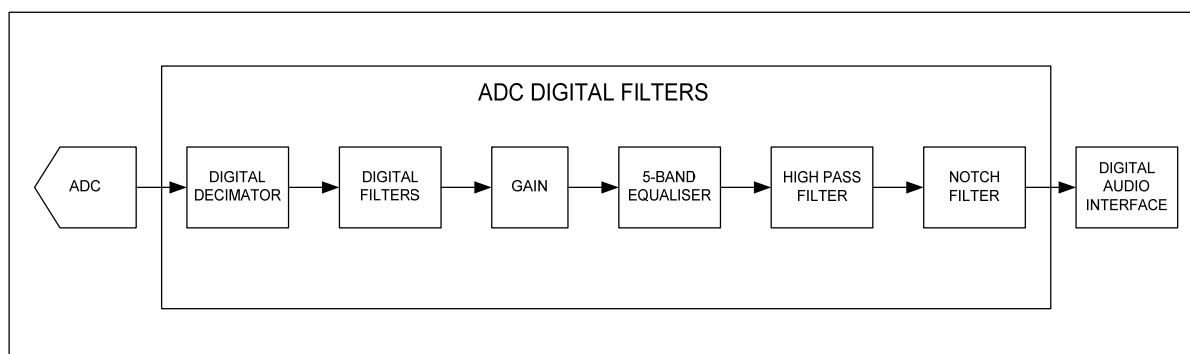 ADC DIGITAL FILTERS
ADC
DIGITAL
DECIMATOR
DIGITAL
FILTERS
GAIN
5-BAND
EQUALISER
HIGH PASS
FILTER
NOTCH
FILTER
DIGITAL
AUDIO
INTERFACE